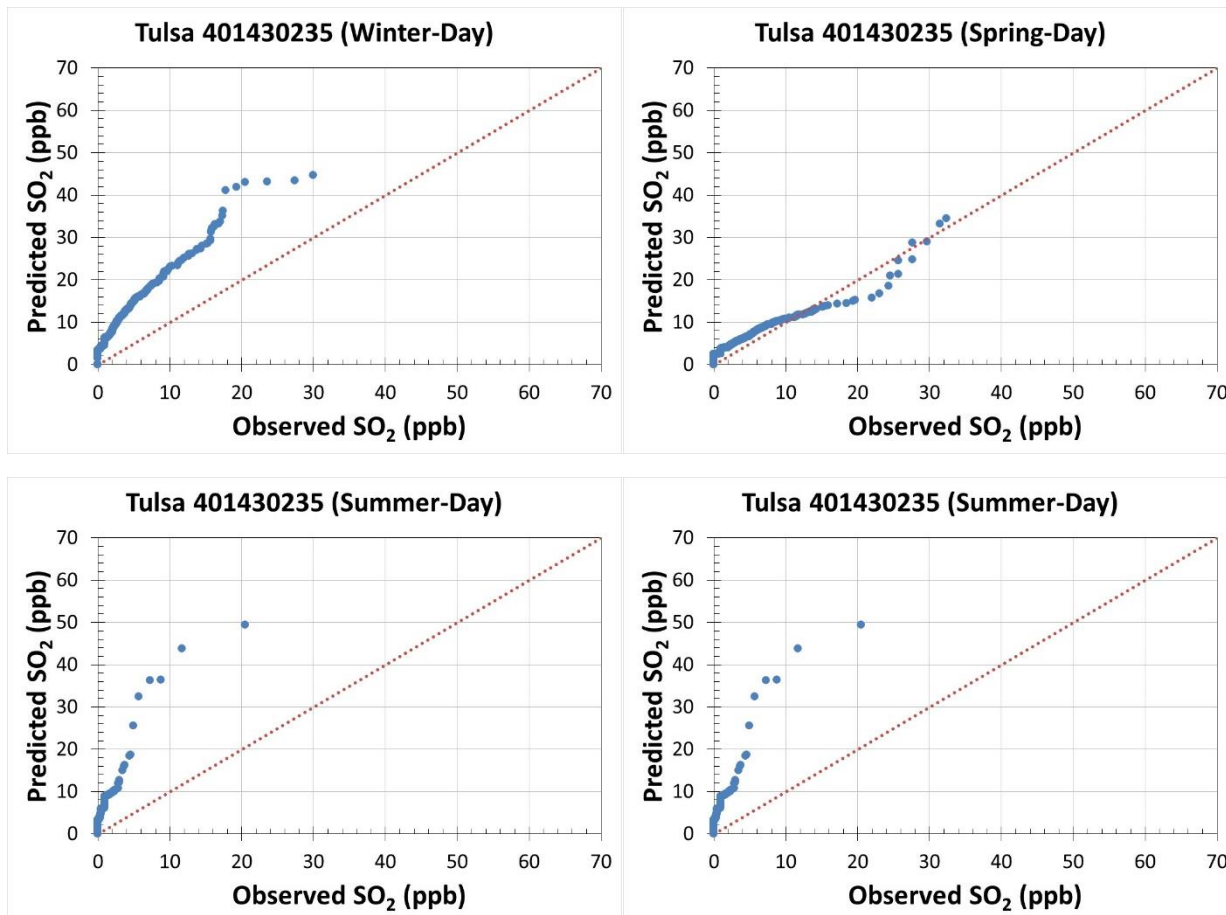 Tulsa 401430235 (Winter-Day)
70
60
50
40
30
20
10
0
Predicted SO₂ (ppb)
0 10 20 30 40 50 60 70
Observed SO₂ (ppb)
Tulsa 401430235 (Spring-Day)
70
60
50
40
30
20
10
0
Predicted SO₂ (ppb)
0 10 20 30 40 50 60 70
Observed SO₂ (ppb)
Tulsa 401430235 (Summer-Day)
70
60
50
40
30
20
10
0
Predicted SO₂ (ppb)
0 10 20 30 40 50 60 70
Observed SO₂ (ppb)
Tulsa 401430235 (Summer-Day)
70
60
50
40
30
20
10
0
Predicted SO₂ (ppb)
0 10 20 30 40 50 60 70
Observed SO₂ (ppb)